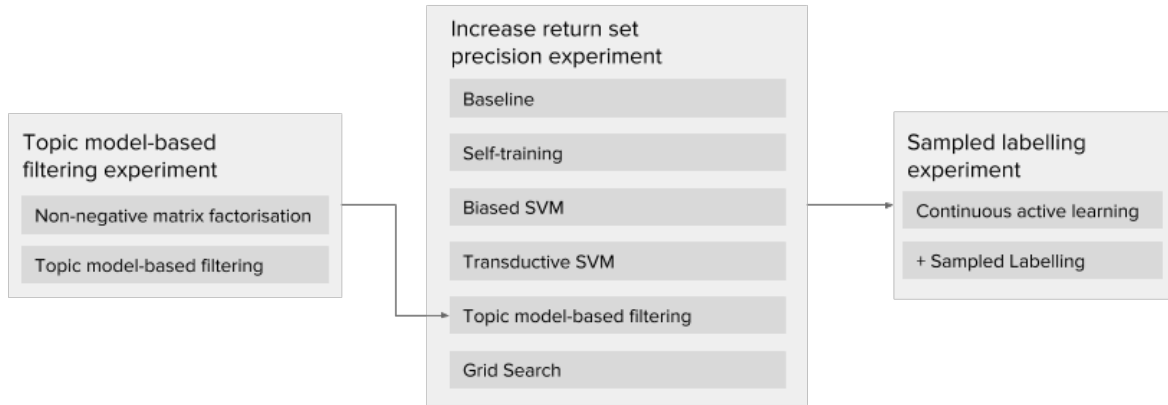 Topic model-based
filtering experiment
Non-negative matrix factorisation
Topic model-based filtering
Increase return set
precision experiment
Baseline
Self-training
Biased SVM
Transductive SVM
Topic model-based filtering
Grid Search
Sampled labelling
experiment
Continuous active learning
+ Sampled Labelling